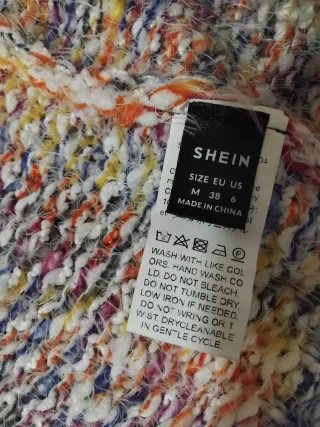 SHEIN
SIZE EU US
M 38 6
MADE IN CHINA
WASH WITH LIKE COL
ORS. HAND WASH CO
LD. DO NOT BLEACH.
DO NOT TUMBLE DRY.
LOW IRON IF NEEDED.
DO NOT WRING OR T
WIST. DRYCLEANABLE
IN GENTLE CYCLE.